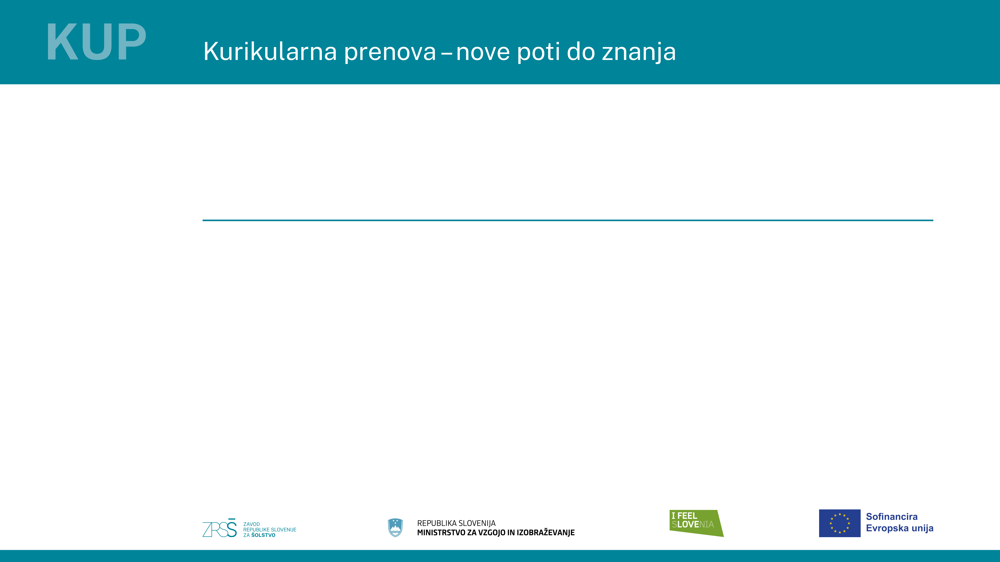 KUP
Kurikularna prenova – nove poti do znanja
ZRSŠ
ZAVOD
REPUBLIKE SLOVENIJE
ZA ŠOLSTVO
REPUBLIKA SLOVENIJA
MINISTRSTVO ZA VZGOJO IN IZOBRAŽEVANJE
I FEEL
SLOVENIA
Sofinancira
Evropska unija